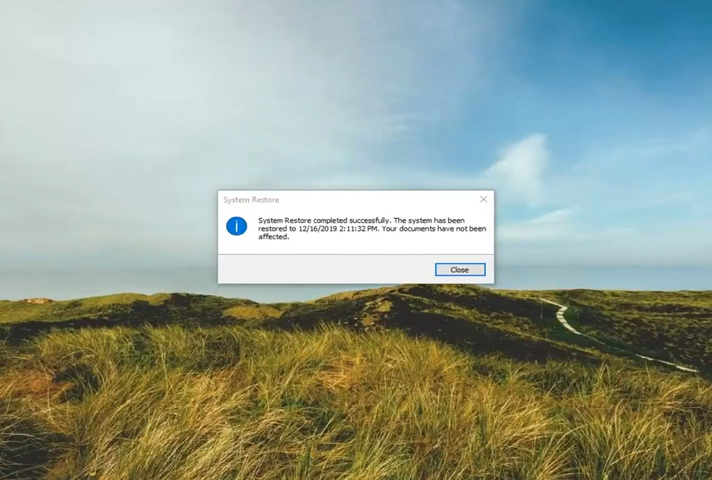 System Restore
System Restore completed successfully. The system has been
restored to 12/16/2019 2:11:32 PM. Your documents have not been
affected.
Close